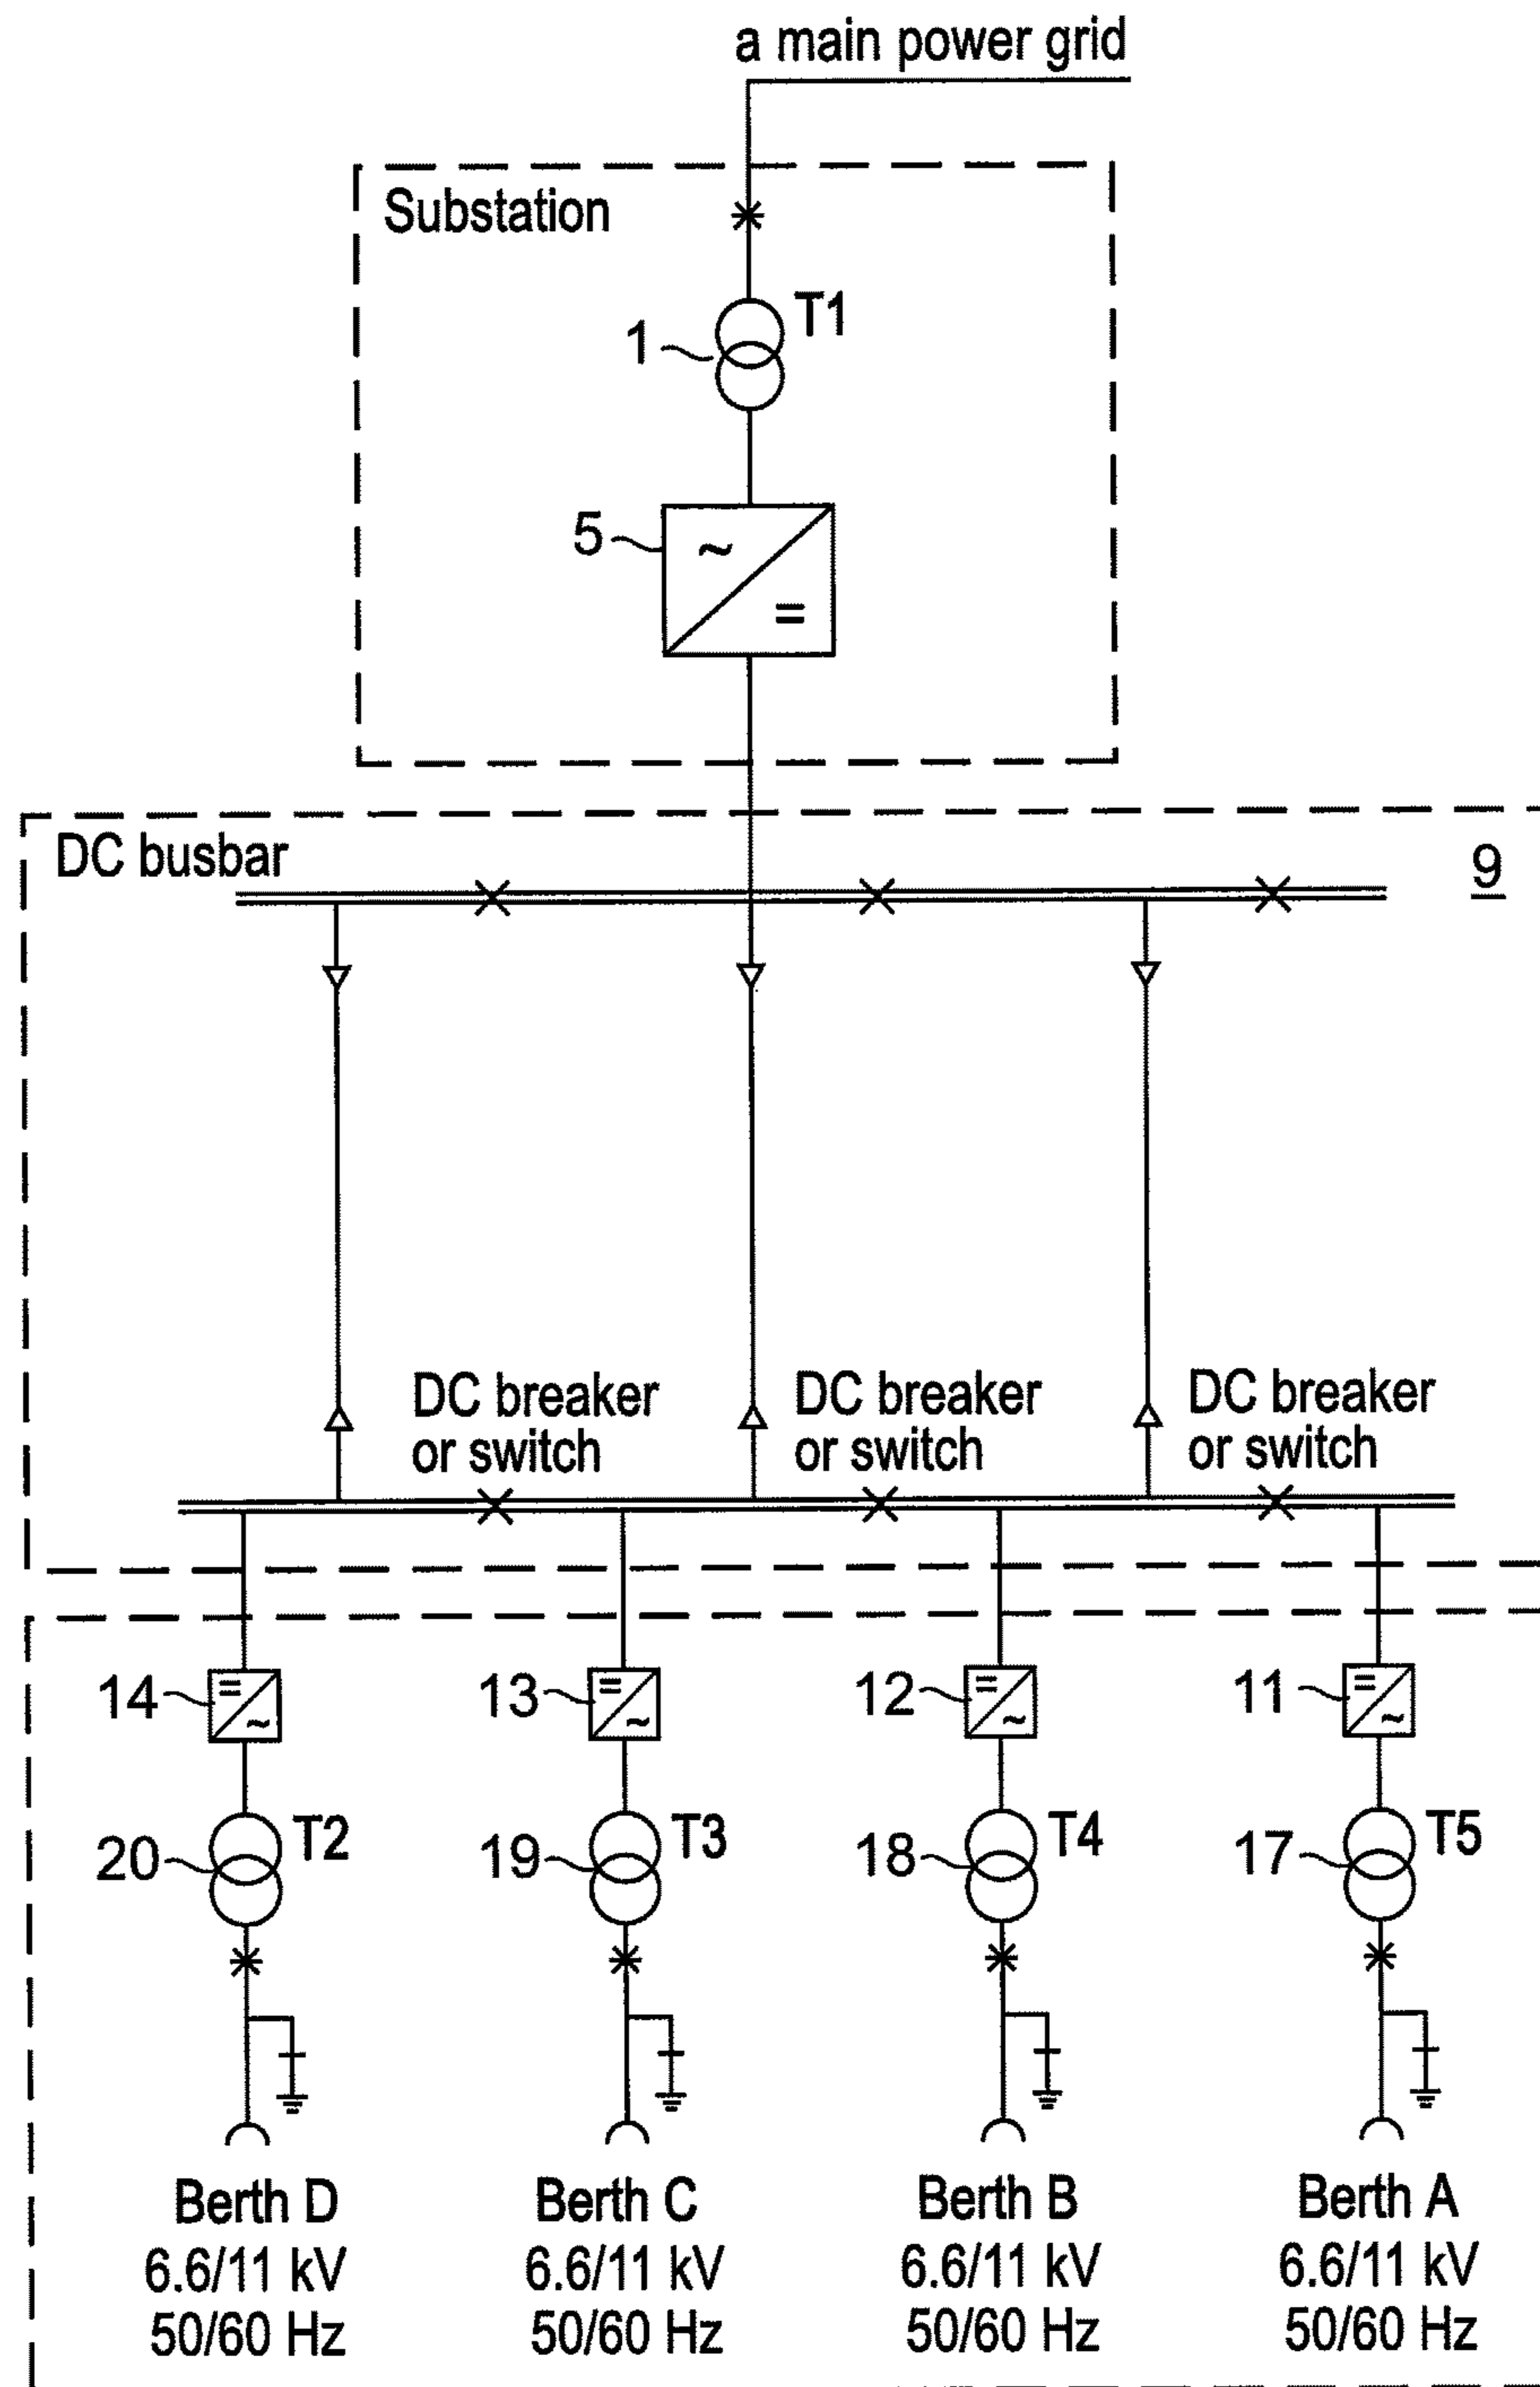 a main power grid
Substation
T1
1
5
~
=
DC busbar
9
DC breaker
or switch
DC breaker
or switch
DC breaker
or switch
14
=
~
13
=
~
12
=
~
11
=
~
20
T2
19
T3
18
T4
17
T5
Berth D
6.6/11 kV
50/60 Hz
Berth C
6.6/11 kV
50/60 Hz
Berth B
6.6/11 kV
50/60 Hz
Berth A
6.6/11 kV
50/60 Hz